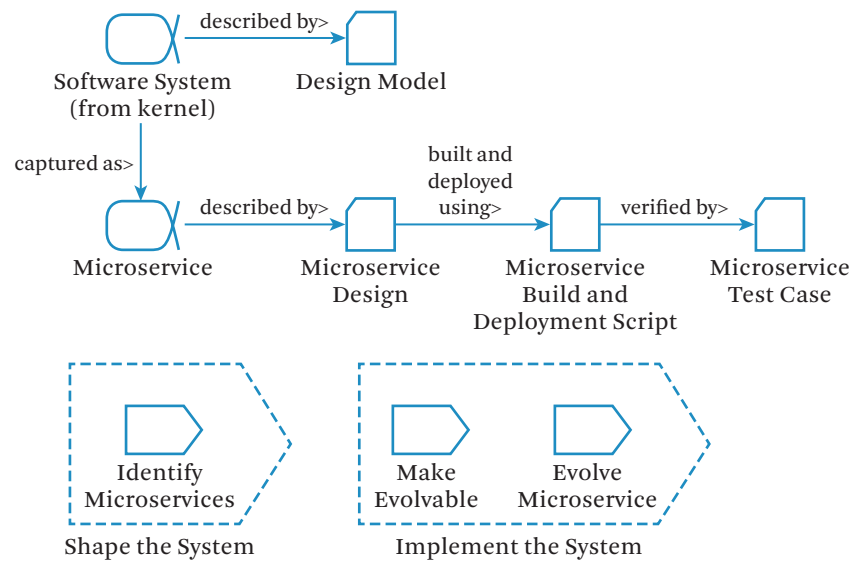 described by>
Software System
(from kernel)
Design Model
captured as>
described by>
built and
deployed
using>
verified by>
Microservice
Microservice
Design
Microservice
Build and
Deployment Script
Microservice
Test Case
Identify
Microservices
Make
Evolvable
Evolve
Microservice
Shape the System
Implement the System